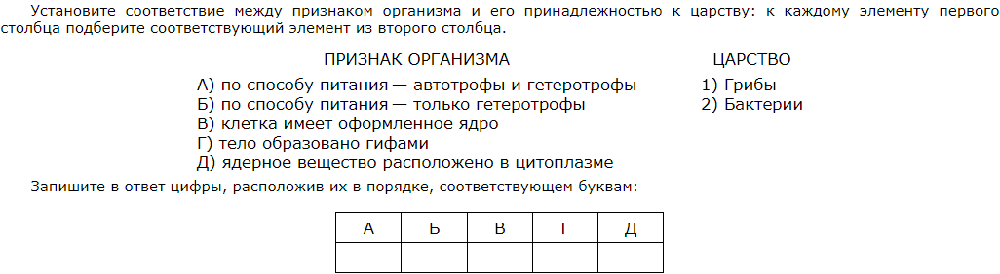 Установите соответствие между признаком организма и его принадлежностью к царству: к каждому элементу первого
столбца подберите соответствующий элемент из второго столбца.
ПРИЗНАК ОРГАНИЗМА ЦАРСТВО
А) по способу питания — автотрофы и гетеротрофы 1) Грибы
Б) по способу питания — только гетеротрофы 2) Бактерии
В) клетка имеет оформленное ядро
Г) тело образовано гифами
Д) ядерное вещество расположено в цитоплазме
Запишите в ответ цифры, расположив их в порядке, соответствующем буквам:
А Б В Г Д